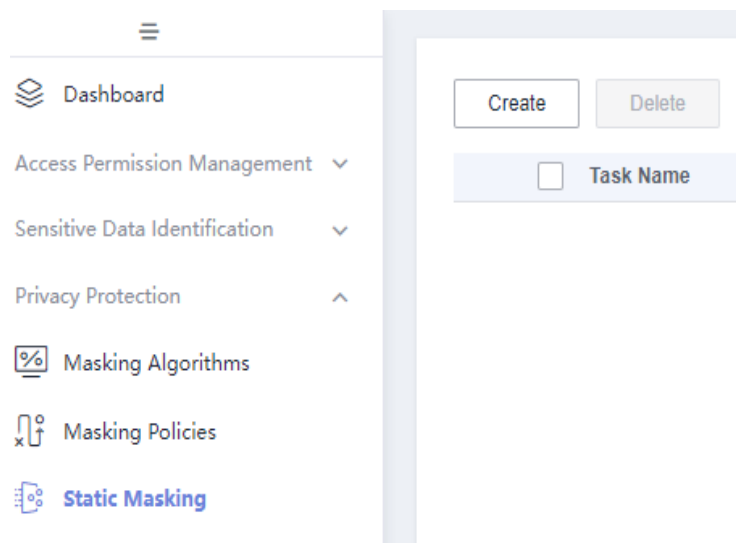 Dashboard
Access Permission Management
Sensitive Data Identification
Privacy Protection
Masking Algorithms
Masking Policies
Static Masking
Create Delete
Task Name